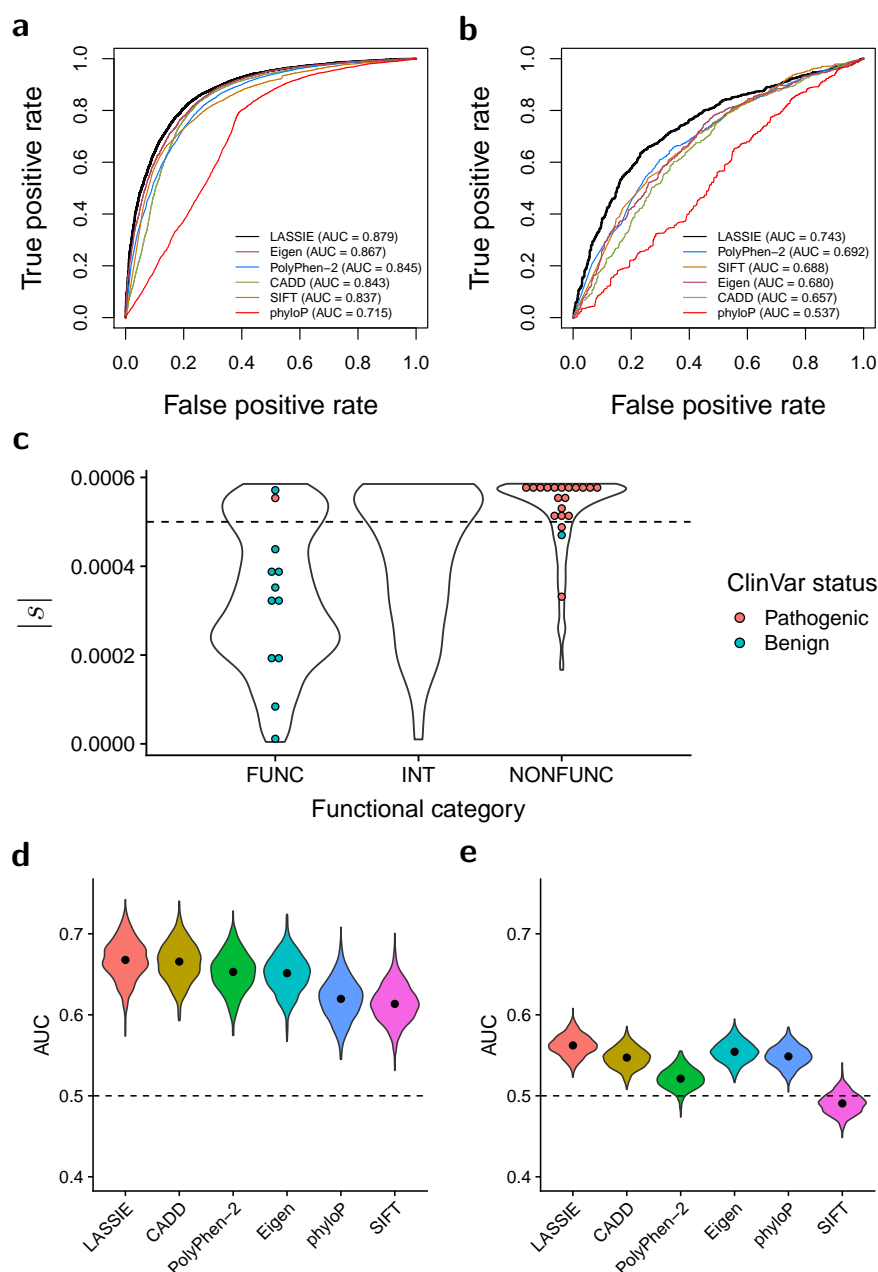 a
1.0
0.8
0.6
0.4
0.2
0.0
True positive rate
LASSIE (AUC = 0.879)
Eigen (AUC = 0.867)
PolyPhen-2 (AUC = 0.845)
CADD (AUC = 0.843)
SIFT (AUC = 0.837)
phyloP (AUC = 0.715)
0.0 0.2 0.4 0.6 0.8 1.0
False positive rate
b
1.0
0.8
0.6
0.4
0.2
0.0
True positive rate
LASSIE (AUC = 0.743)
PolyPhen-2 (AUC = 0.692)
SIFT (AUC = 0.688)
Eigen (AUC = 0.680)
CADD (AUC = 0.657)
phyloP (AUC = 0.537)
0.0 0.2 0.4 0.6 0.8 1.0
False positive rate
c
0.0006
0.0004
0.0002
0.0000
|s|
FUNC INT NONFUNC
Functional category
ClinVar status
Pathogenic
Benign
d
0.7
0.6
0.5
0.4
AUC
LASSIE CADD PolyPhen-2 Eigen phyloP SIFT
e
0.7
0.6
0.5
0.4
AUC
LASSIE CADD PolyPhen-2 Eigen phyloP SIFT